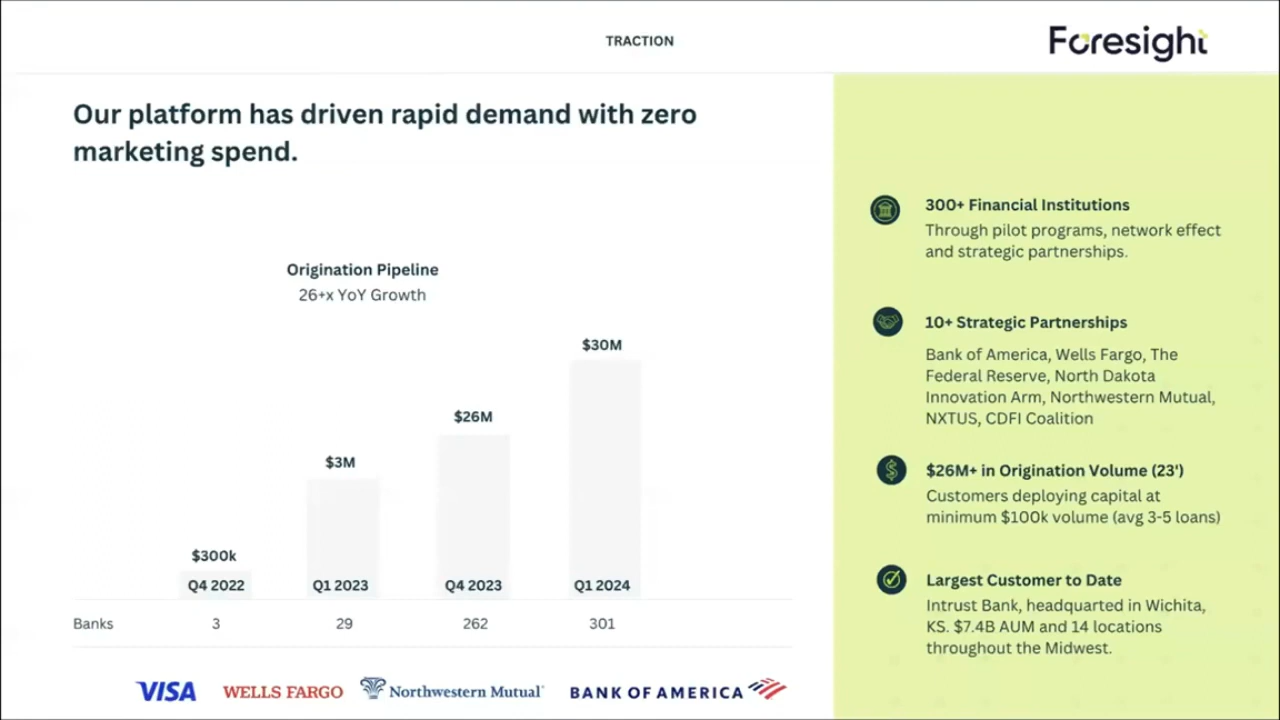 TRACTION
Foresight
Our platform has driven rapid demand with zero
marketing spend.
Origination Pipeline
26+x YoY Growth
$300k
$3M
$26M
$30M
Q4 2022
Q1 2023
Q4 2023
Q1 2024
Banks 3 29 262 301
VISA
WELLS FARGO
Northwestern Mutual
BANK OF AMERICA
300+ Financial Institutions
Through pilot programs, network effect
and strategic partnerships.
10+ Strategic Partnerships
Bank of America, Wells Fargo, The
Federal Reserve, North Dakota
Innovation Arm, Northwestern Mutual,
NXTUS, CDFI Coalition
$26M+ in Origination Volume (23')
Customers deploying capital at
minimum $100k volume (avg 3-5 loans)
Largest Customer to Date
Intrust Bank, headquarted in Wichita,
KS. $7.4B AUM and 14 locations
throughout the Midwest.